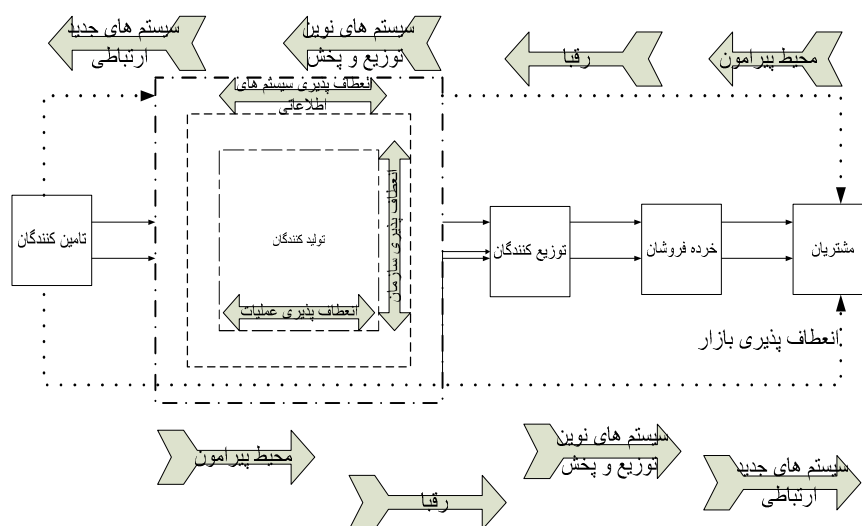 سیستم های جدید
ارتباطی
سیستم های نوین
توزیع و پخش
رقبا
محیط پیرامون
انعطاف پذیری سیستم های
اطلاعاتی
انعطاف پذیری سازمان
تامین کنندگان
تولید کنندگان
توزیع کنندگان
خرده فروشان
مشتریان
انعطاف پذیری عملیات
انعطاف پذیری بازار
محیط پیرامون
رقبا
سیستم های نوین
توزیع و پخش
سیستم های جدید
ارتباطی